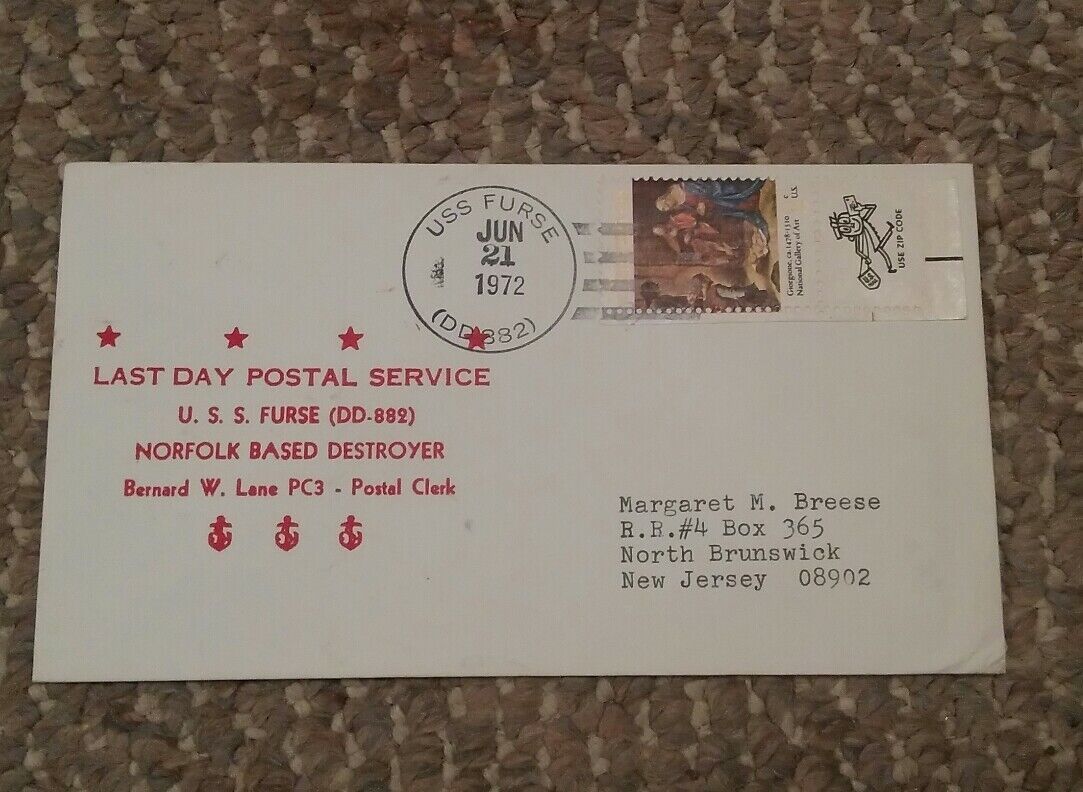 USS FURSE
JUN
21
1972
(DD-882)
Giorgione, ca. 1478-1510
National Gallery of Art
U.S.
USE ZIP CODE
LAST DAY POSTAL SERVICE
U. S. S. FURSE (DD-882)
NORFOLK BASED DESTROYER
Bernard W. Lane PC3 - Postal Clerk
Margaret M. Breese
R.R.#4 Box 365
North Brunswick
New Jersey 08902